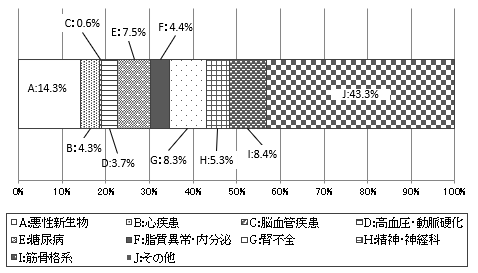 C:0.6%
F:4.4%
E:7.5%
A:14.3%
J:43.3%
B:4.3%
D:3.7%
G:8.3%
H:5.3%
I:8.4%
0% 10% 20% 30% 40% 50% 60% 70% 80% 90% 100%
A:悪性新生物 B:心疾患 C:脳血管疾患 D:高血圧・動脈硬化
E:糖尿病 F:脂質異常・内分泌 G:腎不全 H:精神・神経科
I:筋骨格系 J:その他